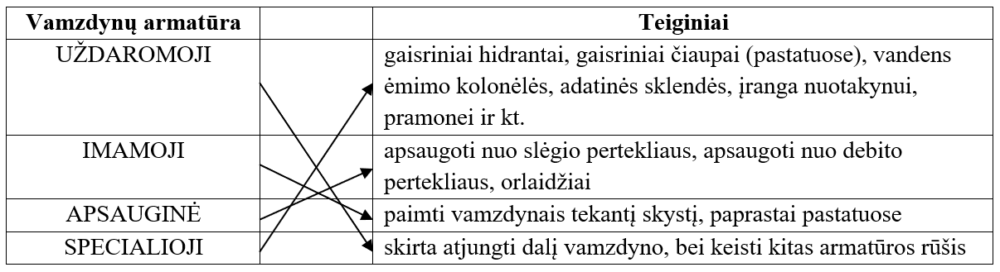 Vamzdynų armatūra Teiginiai
UŽDAROMOJI gaisriniai hidrantai, gaisriniai čiaupai (pastatuose), vandens
ėmimo kolonėlės, adatinės sklendės, įranga nuotakynui,
pramonei ir kt.
IMAMOJI apsaugoti nuo slėgio pertekliaus, apsaugoti nuo debito
pertekliaus, orlaidžiai
APSAUGINĖ paimti vamzdynais tekantį skystį, paprastai pastatuose
SPECIALIOJI skirta atjungti dalį vamzdyno, bei keisti kitas armatūros rūšis